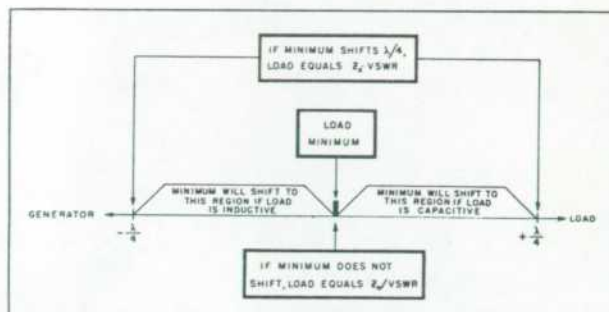 IF MINIMUM SHIFTS λ/4,
LOAD EQUALS Z₀·VSWR
LOAD
MINIMUM
MINIMUM WILL SHIFT TO
THIS REGION IF LOAD
IS INDUCTIVE
MINIMUM WILL SHIFT TO
THIS REGION IF LOAD
IS CAPACITIVE
GENERATOR
LOAD
-λ/4
+λ/4
IF MINIMUM DOES NOT
SHIFT, LOAD EQUALS Z₀/VSWR